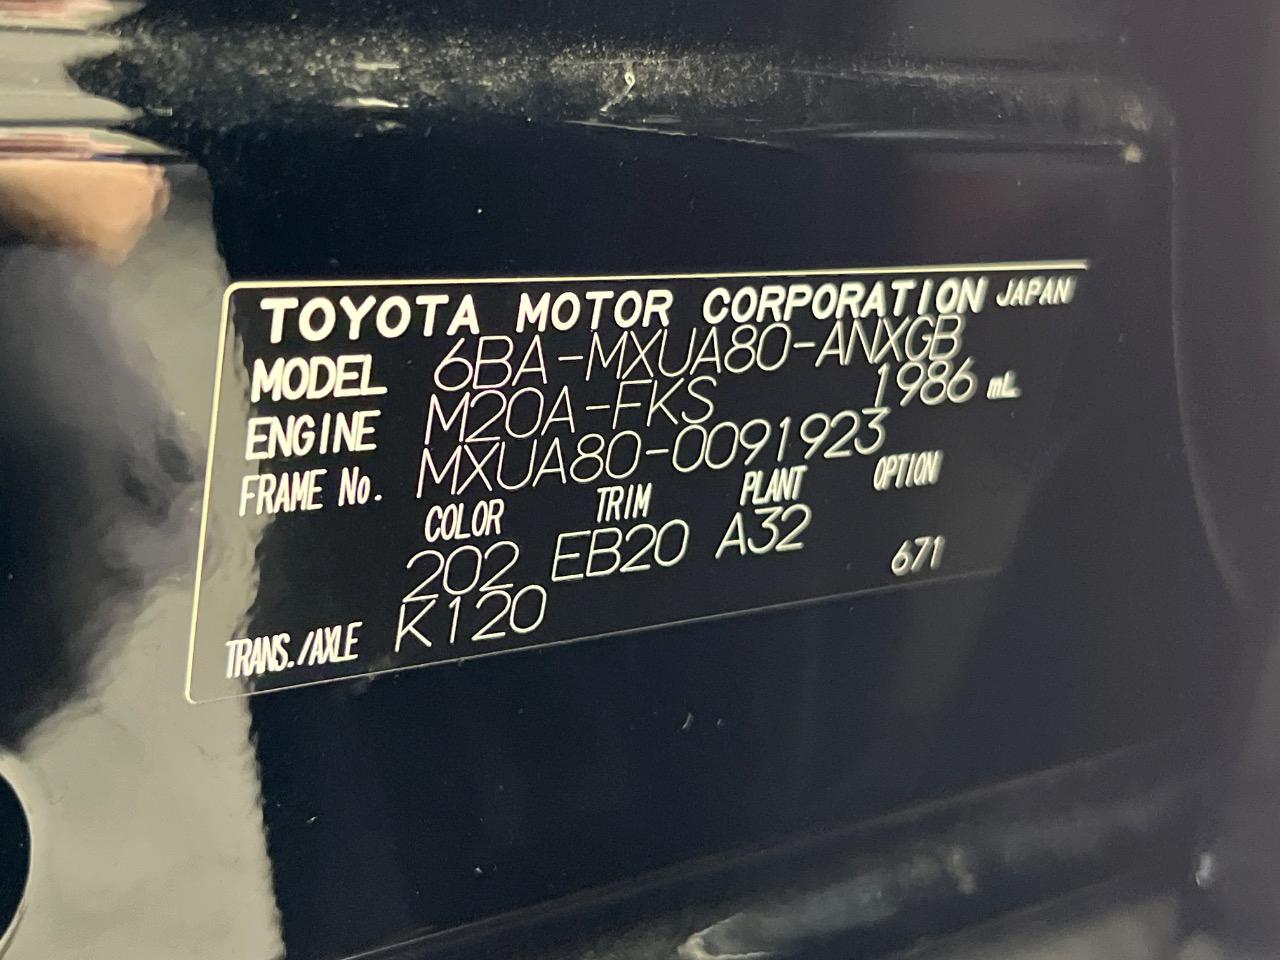 TOYOTA MOTOR CORPORATION JAPAN
MODEL 6BA-MXUA80-ANXGB
ENGINE M20A-FKS 1986 mL
FRAME No. MXUA80-0091923
COLOR TRIM PLANT OPTION
202 EB20 A32 671
TRANS./AXLE K120